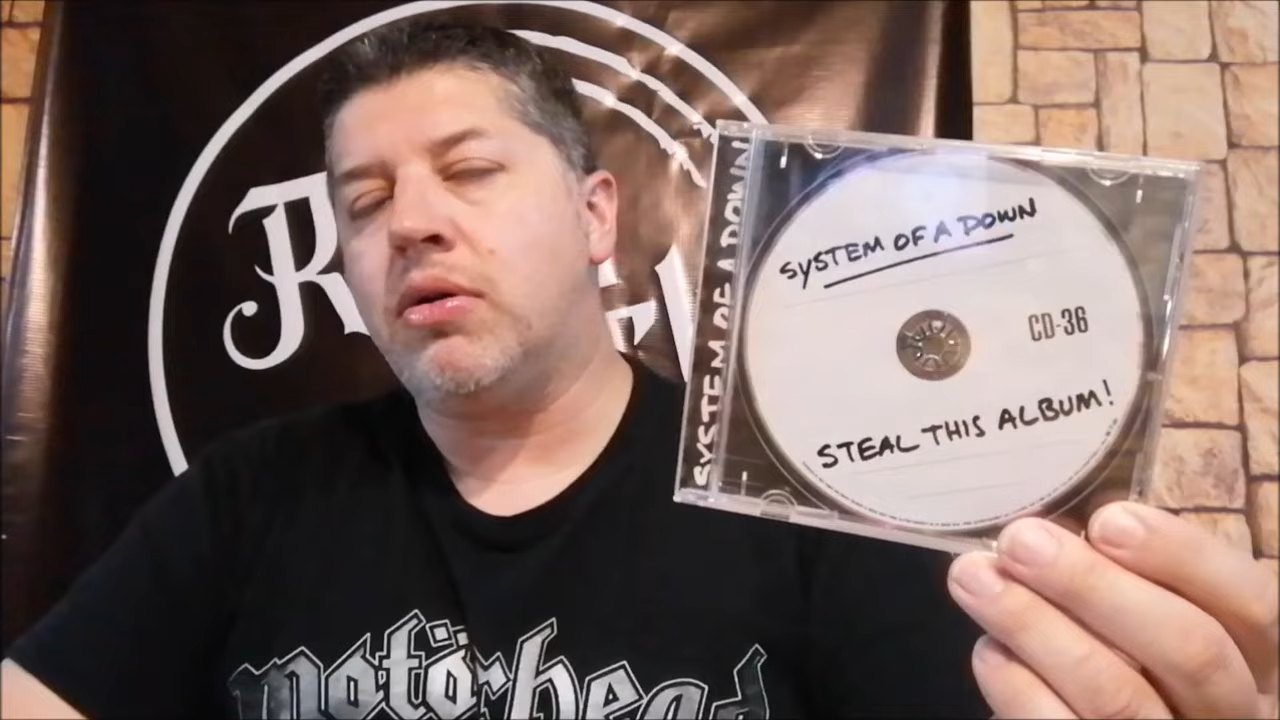 SYSTEM OF A DOWN
SYSTEM OF A DOWN
CD-36
STEAL THIS ALBUM!
motörhead